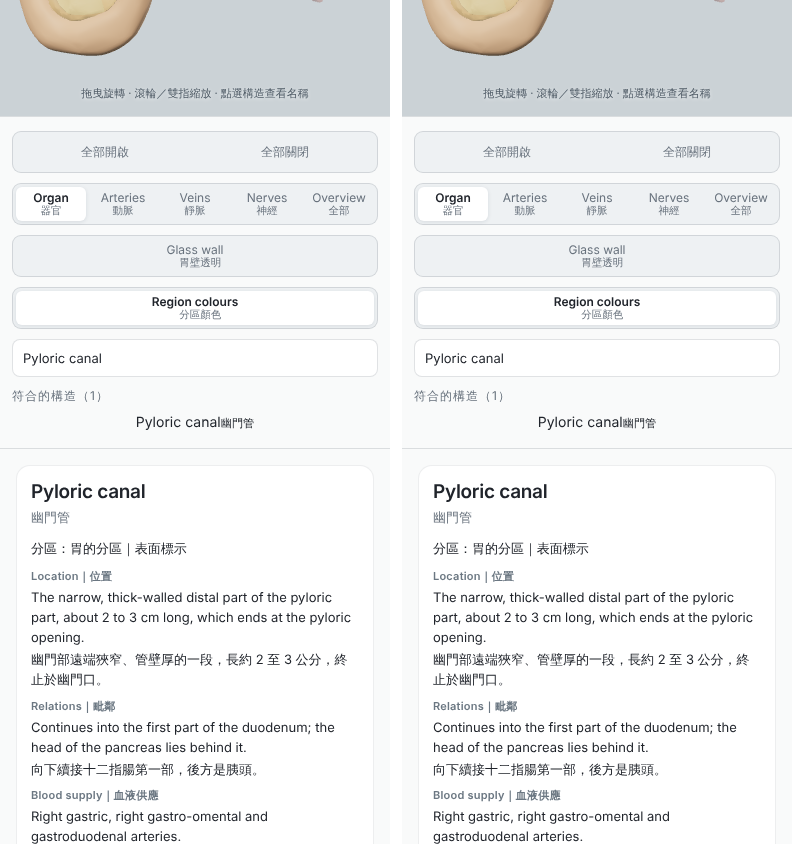 拖曳旋轉 · 滾輪／雙指縮放 · 點選構造查看名稱
全部開啟 全部關閉
Organ Arteries Veins Nerves Overview
器官 動脈 靜脈 神經 全部
Glass wall
胃壁透明
Region colours
分區顏色
Pyloric canal
符合的構造（1）
Pyloric canal幽門管
Pyloric canal
幽門管
分區：胃的分區｜表面標示
Location｜位置
The narrow, thick-walled distal part of the pyloric
part, about 2 to 3 cm long, which ends at the pyloric
opening.
幽門部遠端狹窄、管壁厚的一段，長約 2 至 3 公分，終
止於幽門口。
Relations｜毗鄰
Continues into the first part of the duodenum; the
head of the pancreas lies behind it.
向下續接十二指腸第一部，後方是胰頭。
Blood supply｜血液供應
Right gastric, right gastro-omental and
gastroduodenal arteries.
拖曳旋轉 · 滾輪／雙指縮放 · 點選構造查看名稱
全部開啟 全部關閉
Organ Arteries Veins Nerves Overview
器官 動脈 靜脈 神經 全部
Glass wall
胃壁透明
Region colours
分區顏色
Pyloric canal
符合的構造（1）
Pyloric canal幽門管
Pyloric canal
幽門管
分區：胃的分區｜表面標示
Location｜位置
The narrow, thick-walled distal part of the pyloric
part, about 2 to 3 cm long, which ends at the pyloric
opening.
幽門部遠端狹窄、管壁厚的一段，長約 2 至 3 公分，終
止於幽門口。
Relations｜毗鄰
Continues into the first part of the duodenum; the
head of the pancreas lies behind it.
向下續接十二指腸第一部，後方是胰頭。
Blood supply｜血液供應
Right gastric, right gastro-omental and
gastroduodenal arteries.